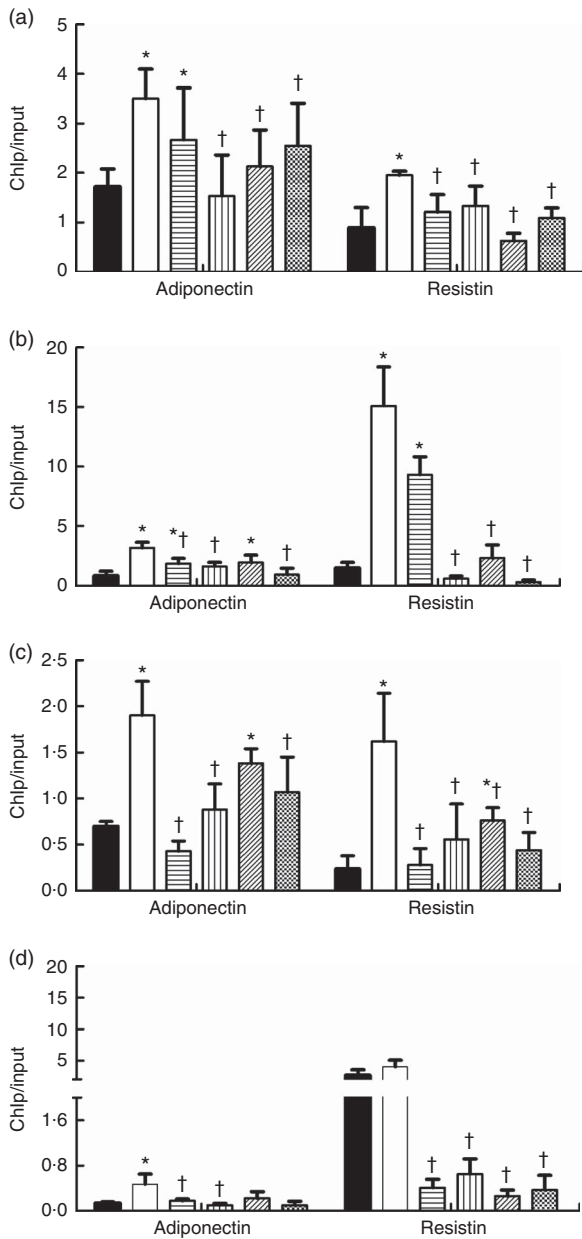 (a)
5
4
3
2
1
0
ChIp/input
* * † † †
* † † † †
Adiponectin Resistin
(b)
20
15
10
5
0
ChIp/input
* *† † * †
* * † † †
Adiponectin Resistin
(c)
2·5
2·0
1·5
1·0
0·5
0·0
ChIp/input
* † † * †
* † † *† †
Adiponectin Resistin
(d)
20
15
10
5
1·6
0·8
0·0
ChIp/input
* † †
† † † †
Adiponectin Resistin